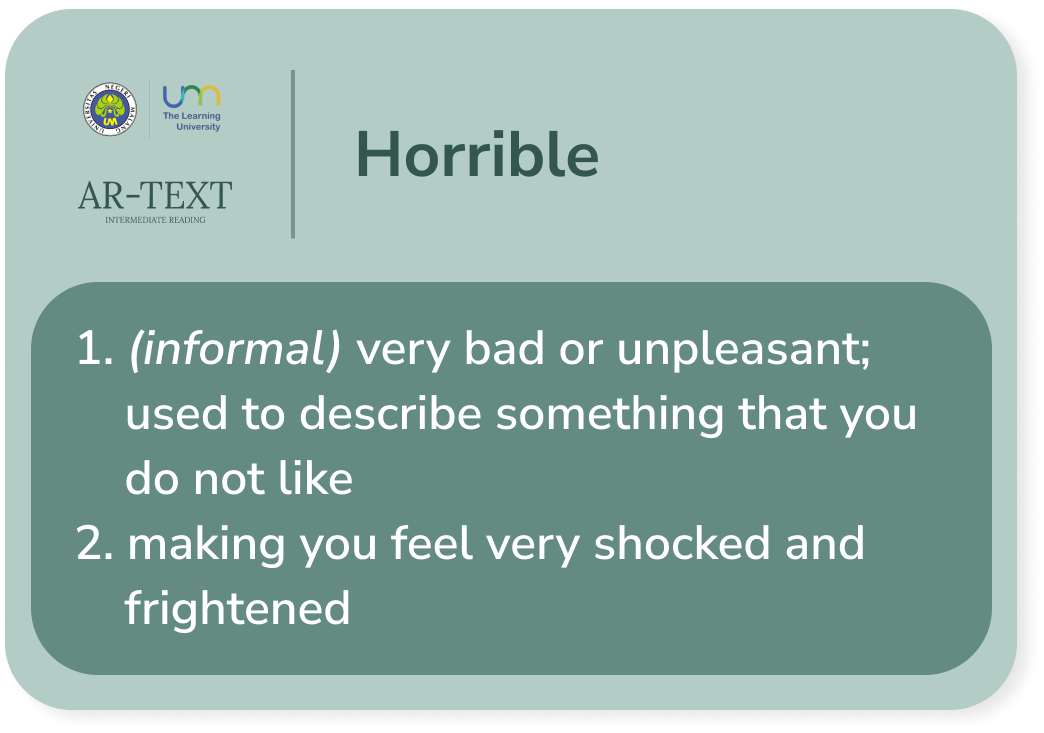 UNIVERSITAS NEGERI MALANG
UM
um
The Learning
University
AR-TEXT
INTERMEDIATE READING
Horrible
1. (informal) very bad or unpleasant;
used to describe something that you
do not like
2. making you feel very shocked and
frightened